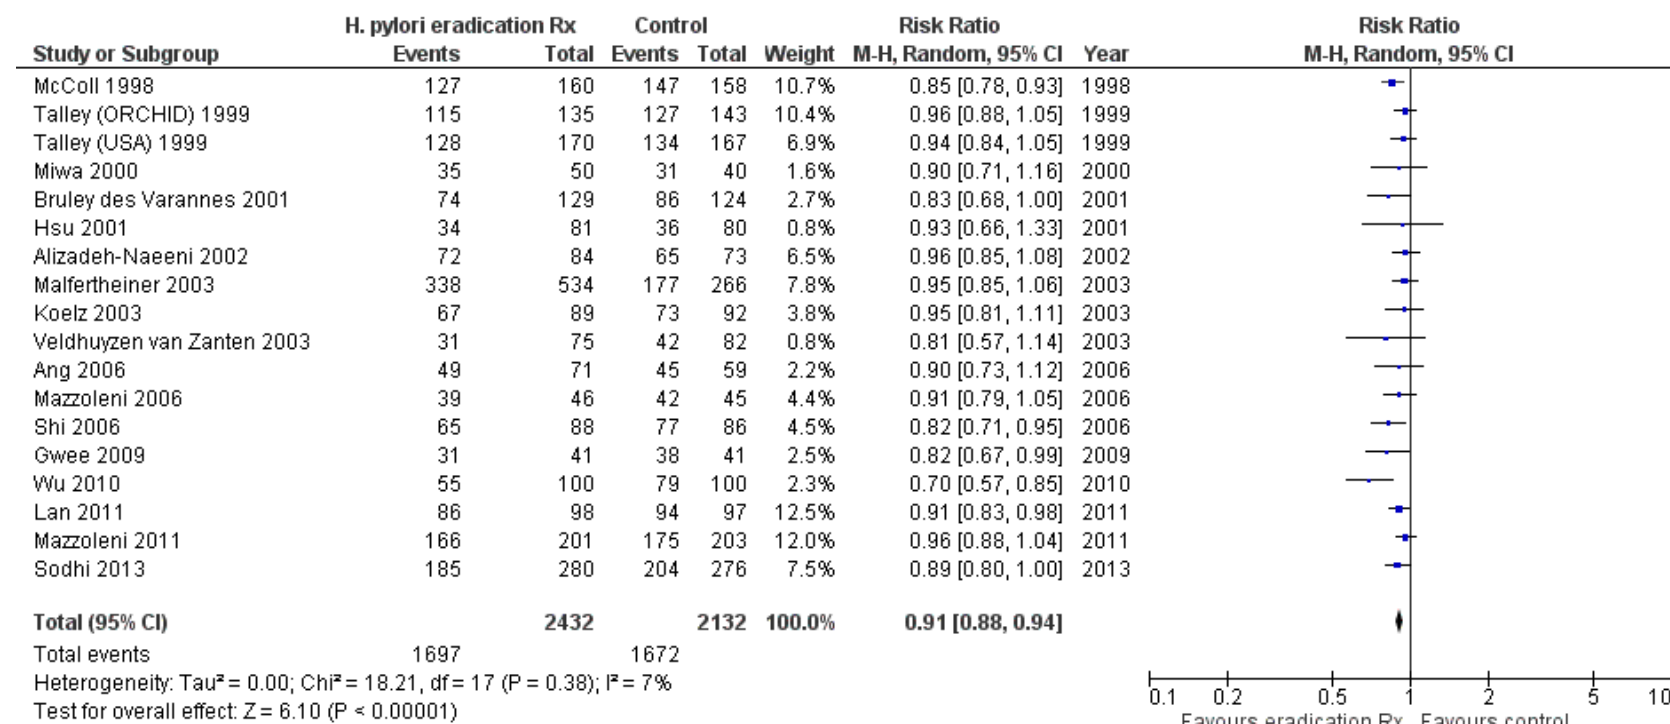 H. pylori eradication Rx Control Risk Ratio Risk Ratio
Study or Subgroup Events Total Events Total Weight M-H, Random, 95% CI Year M-H, Random, 95% CI
McColl 1998 127 160 147 158 10.7% 0.85 [0.78, 0.93] 1998
Talley (ORCHID) 1999 115 135 127 143 10.4% 0.96 [0.88, 1.05] 1999
Talley (USA) 1999 128 170 134 167 6.9% 0.94 [0.84, 1.05] 1999
Miwa 2000 35 50 31 40 1.6% 0.90 [0.71, 1.16] 2000
Bruley des Varannes 2001 74 129 86 124 2.7% 0.83 [0.68, 1.00] 2001
Hsu 2001 34 81 36 80 0.8% 0.93 [0.66, 1.33] 2001
Alizadeh-Naeeni 2002 72 84 65 73 6.5% 0.96 [0.85, 1.08] 2002
Malfertheiner 2003 338 534 177 266 7.8% 0.95 [0.85, 1.06] 2003
Koelz 2003 67 89 73 92 3.8% 0.95 [0.81, 1.11] 2003
Veldhuyzen van Zanten 2003 31 75 42 82 0.8% 0.81 [0.57, 1.14] 2003
Ang 2006 49 71 45 59 2.2% 0.90 [0.73, 1.12] 2006
Mazzoleni 2006 39 46 42 45 4.4% 0.91 [0.79, 1.05] 2006
Shi 2006 65 88 77 86 4.5% 0.82 [0.71, 0.95] 2006
Gwee 2009 31 41 38 41 2.5% 0.82 [0.67, 0.99] 2009
Wu 2010 55 100 79 100 2.3% 0.70 [0.57, 0.85] 2010
Lan 2011 86 98 94 97 12.5% 0.91 [0.83, 0.98] 2011
Mazzoleni 2011 166 201 175 203 12.0% 0.96 [0.88, 1.04] 2011
Sodhi 2013 185 280 204 276 7.5% 0.89 [0.80, 1.00] 2013
Total (95% CI) 2432 2132 100.0% 0.91 [0.88, 0.94]
Total events 1697 1672
Heterogeneity: Tau² = 0.00; Chi² = 18.21, df = 17 (P = 0.38); I² = 7%
Test for overall effect: Z = 6.10 (P < 0.00001)
0.1 0.2 0.5 1 2 5 10
Favours eradication Rx Favours control